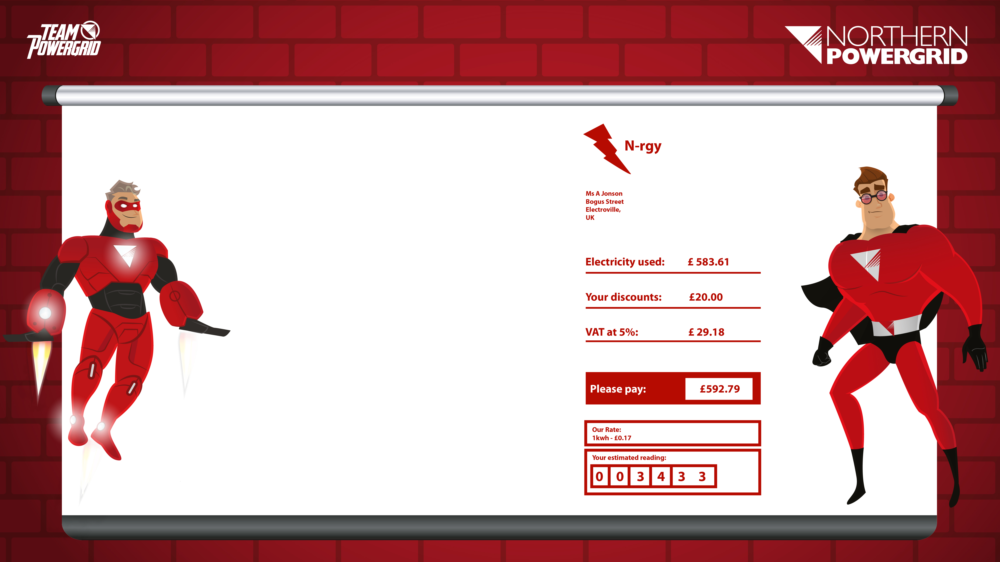 TEAM
POWERGRID
NORTHERN
POWERGRID
N-rgy
Ms A Jonson
Bogus Street
Electroville,
UK
Electricity used: £ 583.61
Your discounts: £20.00
VAT at 5%: £ 29.18
Please pay: £592.79
Our Rate:
1kwh - £0.17
Your estimated reading:
0 0 3 4 3 3